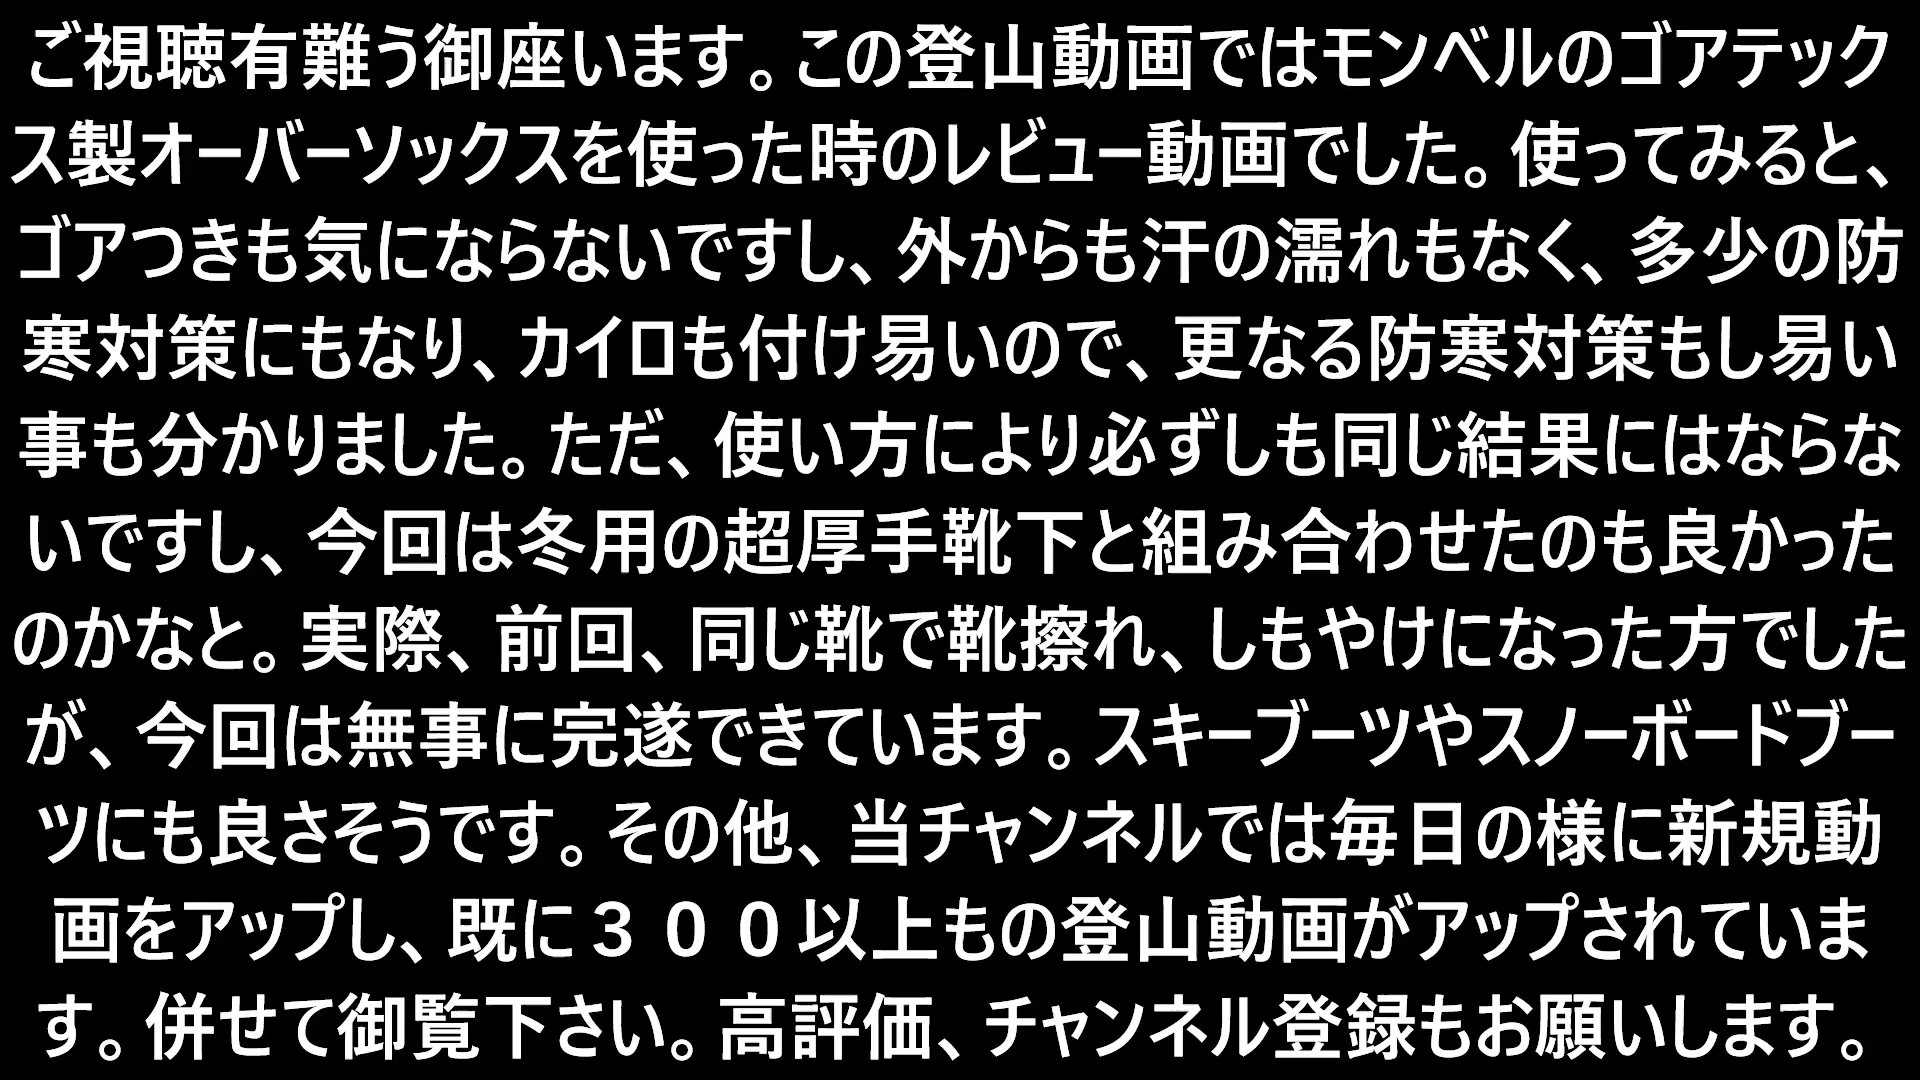 ご視聴有難う御座います。この登山動画ではモンベルのゴアテック
ス製オーバーソックスを使った時のレビュー動画でした。使ってみると、
ゴアつきも気にならないですし、外からも汗の濡れもなく、多少の防
寒対策にもなり、カイロも付け易いので、更なる防寒対策もし易い
事も分かりました。ただ、使い方により必ずしも同じ結果にはならな
いですし、今回は冬用の超厚手靴下と組み合わせたのも良かった
のかなと。実際、前回、同じ靴で靴擦れ、しもやけになった方でした
が、今回は無事に完遂できています。スキーブーツやスノーボードブー
ツにも良さそうです。その他、当チャンネルでは毎日の様に新規動
画をアップし、既に３００以上もの登山動画がアップされていま
す。併せて御覧下さい。高評価、チャンネル登録もお願いします。